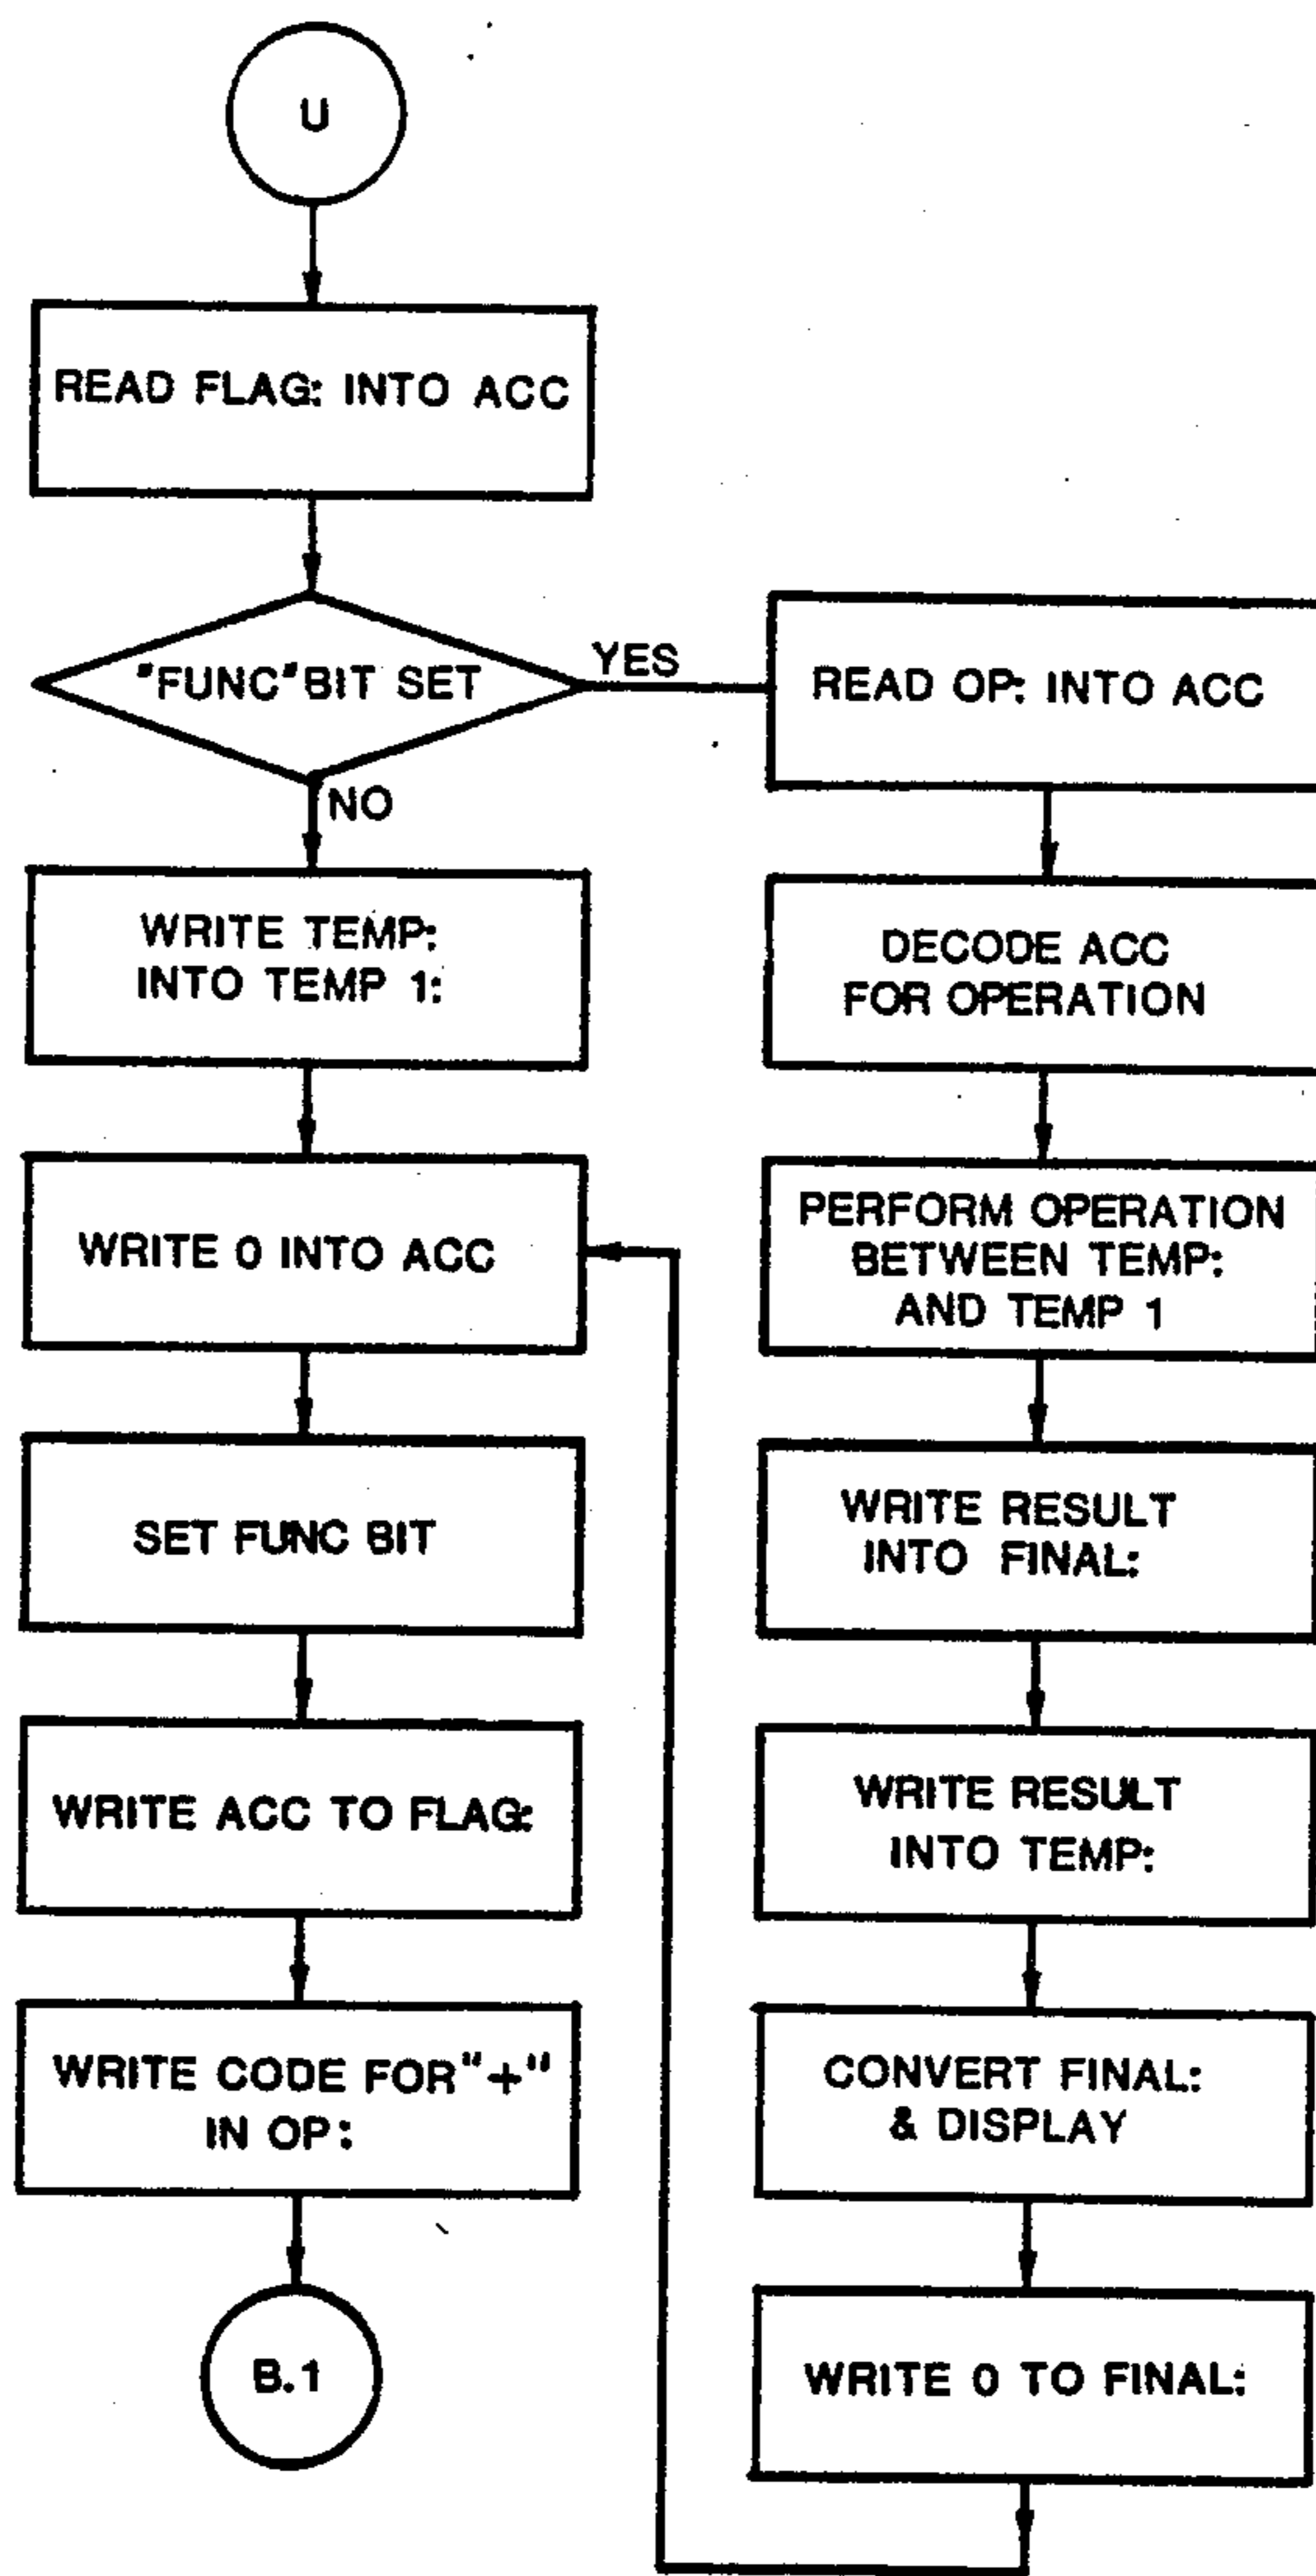 U
READ FLAG: INTO ACC
"FUNC" BIT SET
YES
NO
WRITE TEMP:
INTO TEMP 1:
WRITE 0 INTO ACC
SET FUNC BIT
WRITE ACC TO FLAG:
WRITE CODE FOR "+"
IN OP:
B.1
READ OP: INTO ACC
DECODE ACC
FOR OPERATION
PERFORM OPERATION
BETWEEN TEMP:
AND TEMP 1
WRITE RESULT
INTO FINAL:
WRITE RESULT
INTO TEMP:
CONVERT FINAL:
& DISPLAY
WRITE 0 TO FINAL: